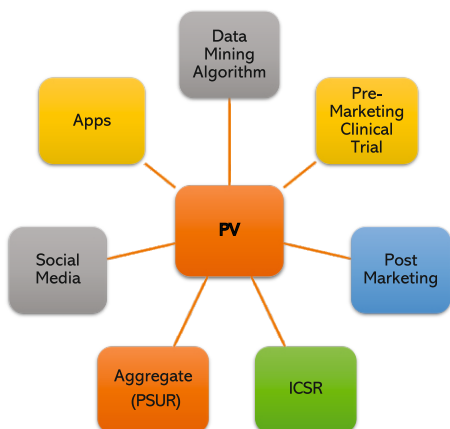 Data
Mining
Algorithm
Pre-
Marketing
Clinical
Trial
Apps
PV
Social
Media
Post
Marketing
Aggregate
(PSUR)
ICSR